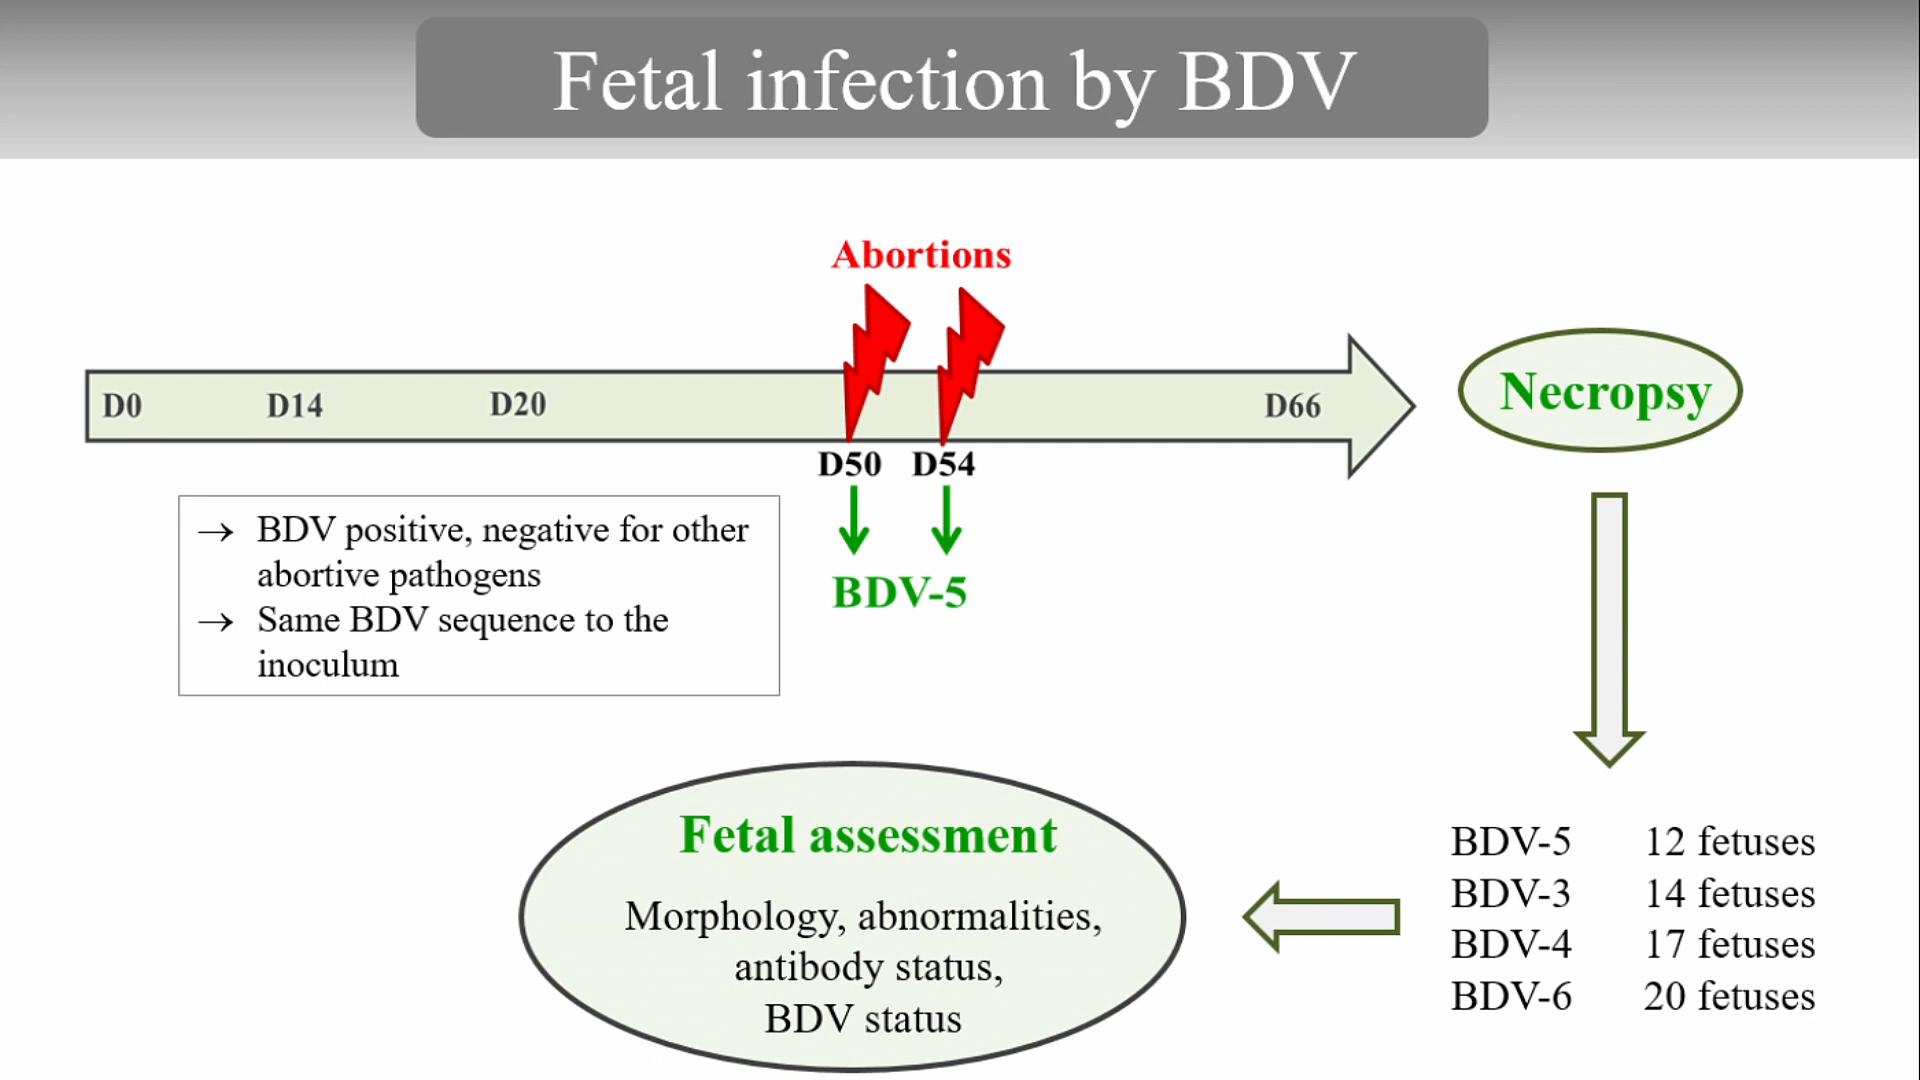 Fetal infection by BDV
Abortions
D0 D14 D20 D66
Necropsy
D50 D54
→ BDV positive, negative for other
abortive pathogens
→ Same BDV sequence to the
inoculum
BDV-5
Fetal assessment
Morphology, abnormalities,
antibody status,
BDV status
BDV-5 12 fetuses
BDV-3 14 fetuses
BDV-4 17 fetuses
BDV-6 20 fetuses